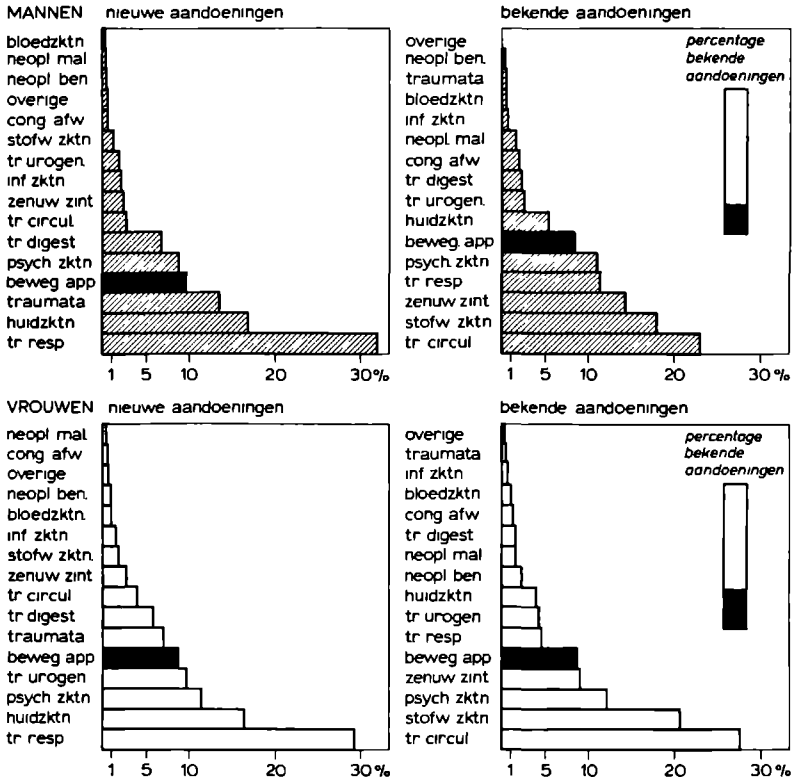 MANNEN nieuwe aandoeningen
bloedzktn
neopl mal
neopl ben
overige
cong afw
stofw zktn
tr urogen.
inf zktn
zenuw zint
tr circul
tr digest
psych zktn
beweg app
traumata
huidzktn
tr resp
1 5 10 20 30%
bekende aandoeningen
overige
neopl ben.
traumata
bloedzktn
inf zktn
neopl. mal
cong afw
tr digest
tr urogen.
huidzktn
beweg. app
psych. zktn
tr resp
zenuw zint
stofw zktn
tr circul
1 5 10 20 30%
percentage
bekende
aandoeningen
VROUWEN nieuwe aandoeningen
neopl mal
cong afw
overige
neopl ben.
bloedzktn.
inf zktn
stofw zktn.
zenuw zint
tr circul
tr digest
traumata
beweg app
tr urogen
psych zktn
huidzktn
tr resp
1 5 10 20 30%
bekende aandoeningen
overige
traumata
inf zktn
bloedzktn
cong afw
tr digest
neopl mal
neopl ben
huidzktn
tr urogen
tr resp
beweg app
zenuw zint
psych zktn
stofw zktn
tr circul
1 5 10 20 30%
percentage
bekende
aandoeningen